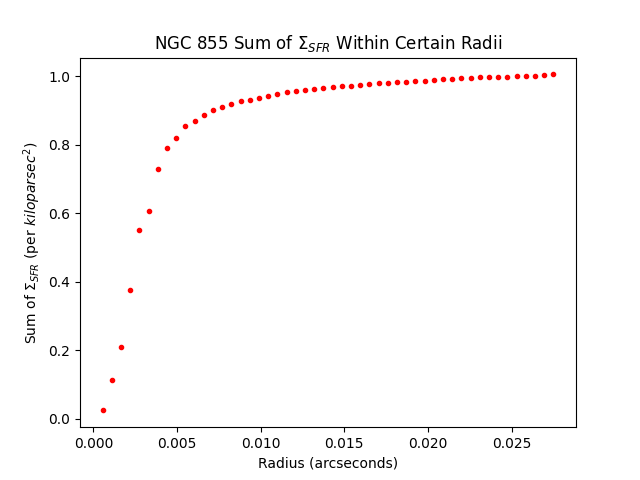 NGC 855 Sum of Σ_SFR Within Certain Radii
Sum of Σ_SFR (per kiloparsec²)
1.0
0.8
0.6
0.4
0.2
0.0
0.000 0.005 0.010 0.015 0.020 0.025
Radius (arcseconds)